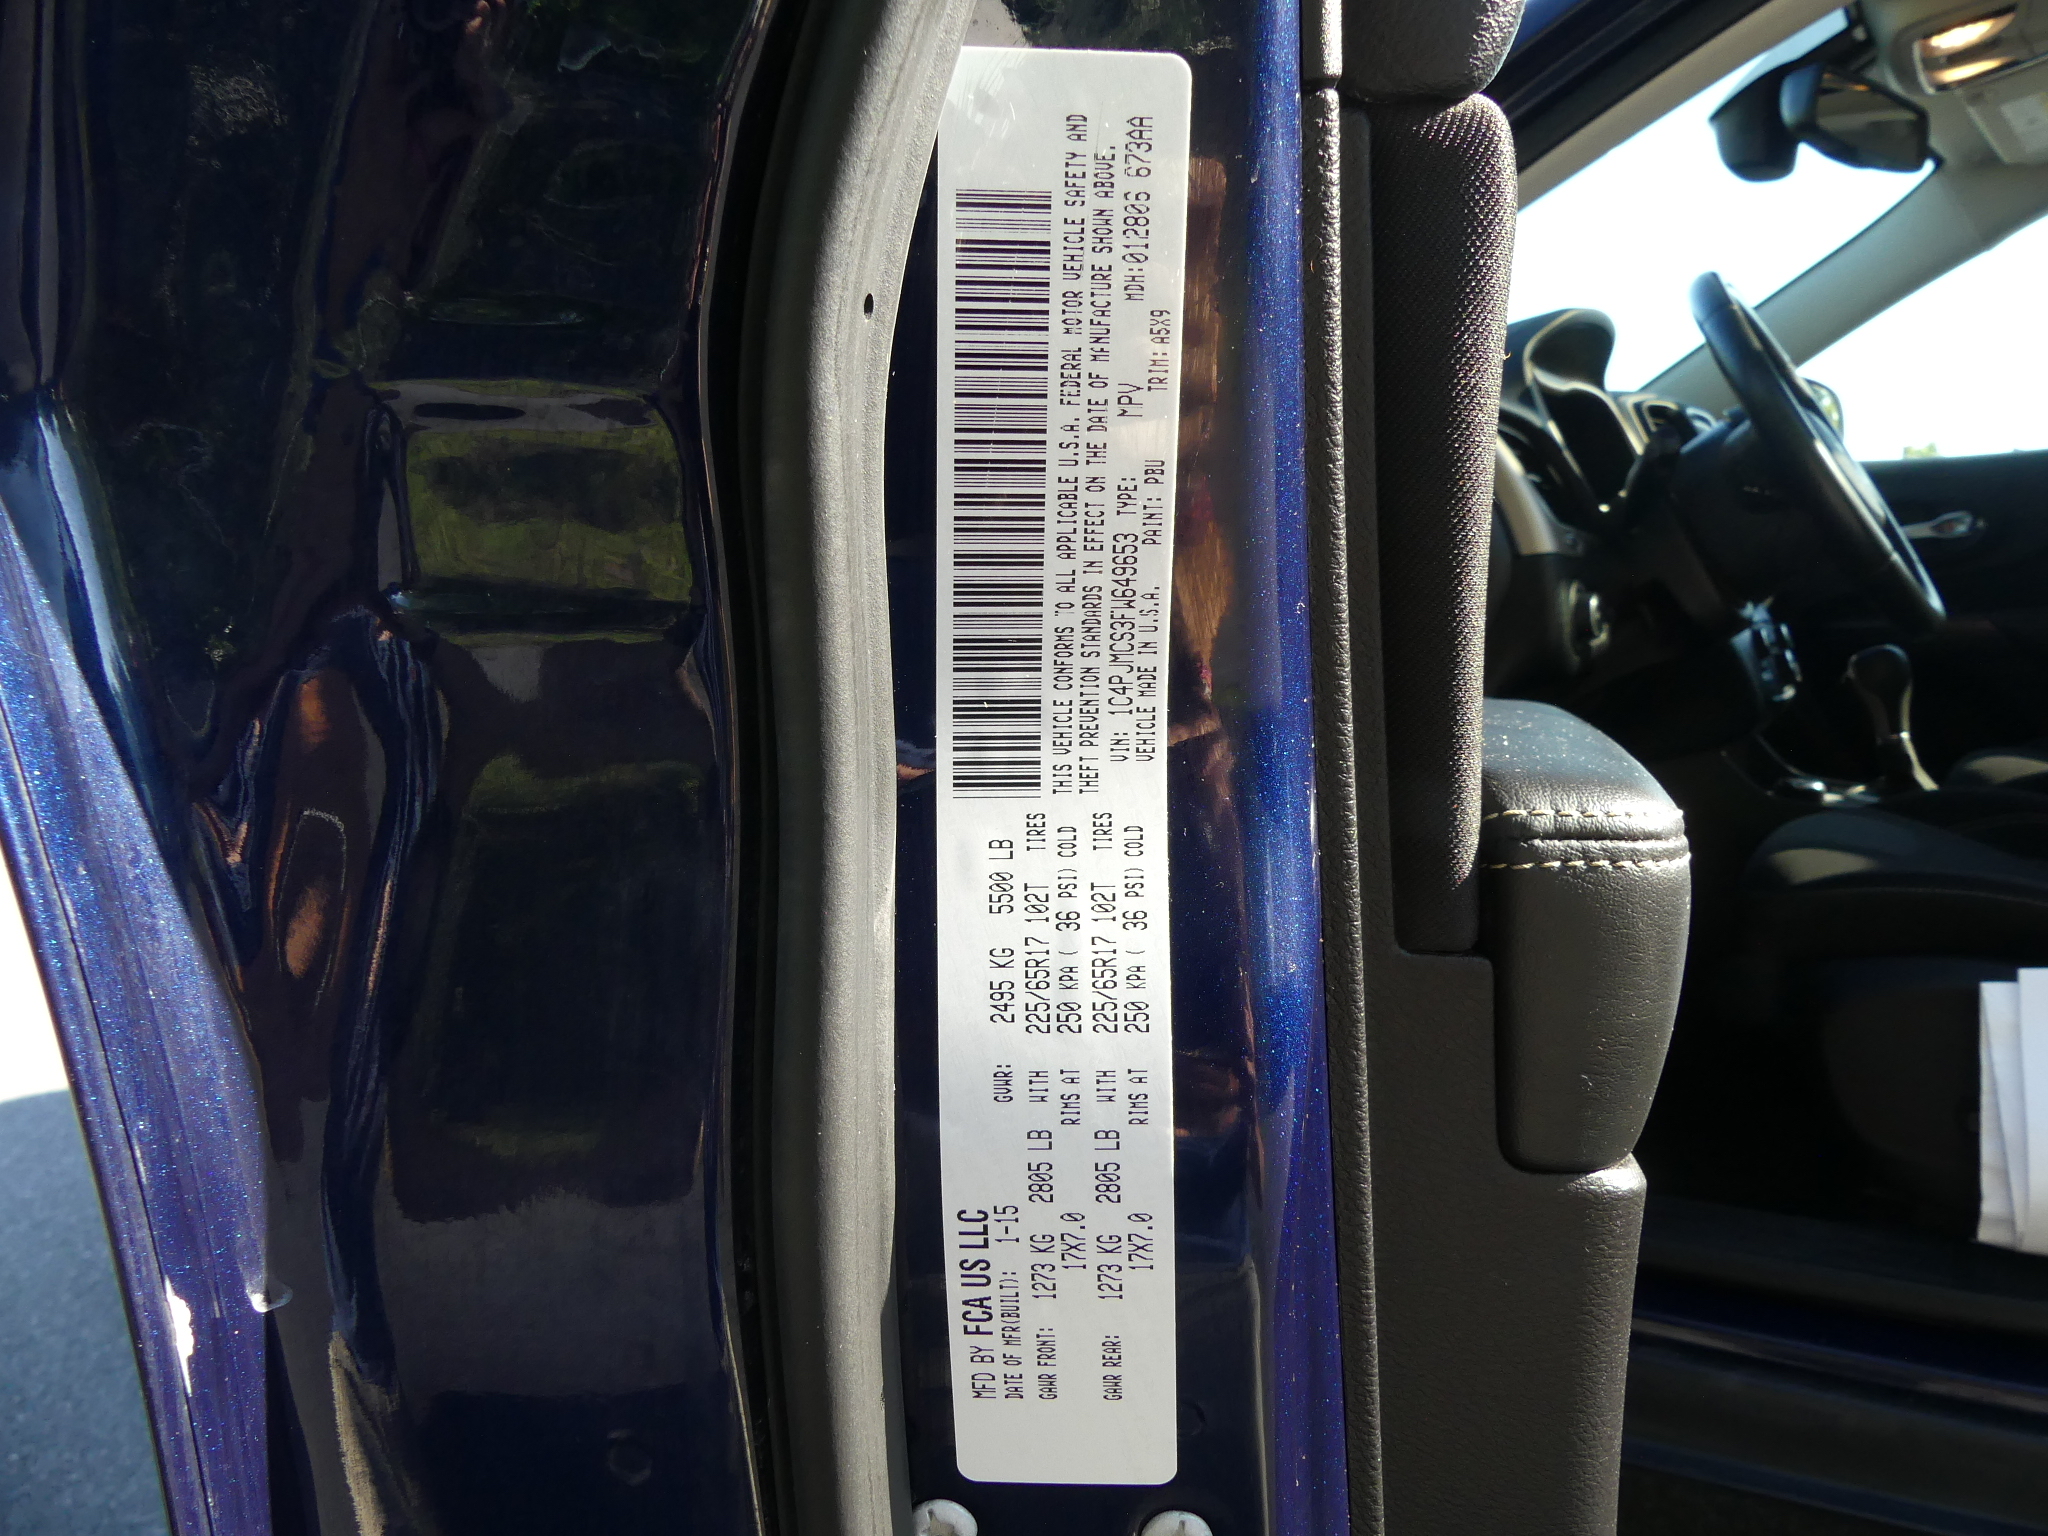 MFD BY FCA US LLC
DATE OF MFR(BUILT): 1-15 GVWR: 2495 KG 5500 LB
GAWR FRONT: 1273 KG 2805 LB WITH 225/65R17 102T TIRES
17X7.0 RIMS AT 250 KPA ( 36 PSI) COLD
GAWR REAR: 1273 KG 2805 LB WITH 225/65R17 102T TIRES
17X7.0 RIMS AT 250 KPA ( 36 PSI) COLD
THIS VEHICLE CONFORMS TO ALL APPLICABLE U.S.A. FEDERAL MOTOR VEHICLE SAFETY AND
THEFT PREVENTION STANDARDS IN EFFECT ON THE DATE OF MANUFACTURE SHOWN ABOVE.
VIN: 1C4PJMCS3FW649653 TYPE: MPV MDH:012806 673AA
VEHICLE MADE IN U.S.A. PAINT: PBU TRIM: A5X9